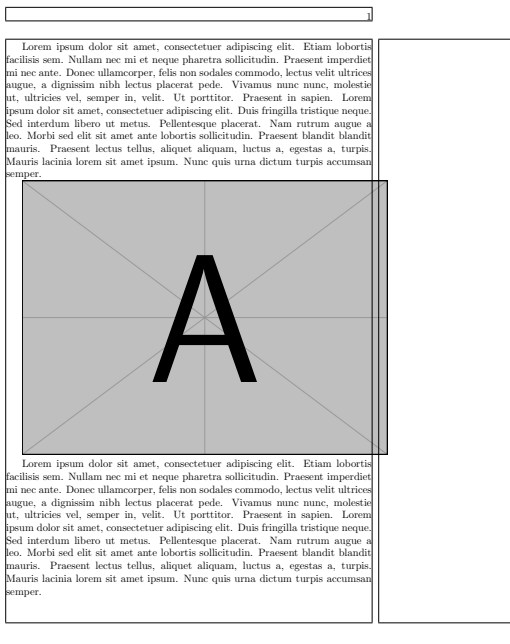 1
Lorem ipsum dolor sit amet, consectetuer adipiscing elit. Etiam lobortis
facilisis sem. Nullam nec mi et neque pharetra sollicitudin. Praesent imperdiet
mi nec ante. Donec ullamcorper, felis non sodales commodo, lectus velit ultrices
augue, a dignissim nibh lectus placerat pede. Vivamus nunc nunc, molestie
ut, ultricies vel, semper in, velit. Ut porttitor. Praesent in sapien. Lorem
ipsum dolor sit amet, consectetuer adipiscing elit. Duis fringilla tristique neque.
Sed interdum libero ut metus. Pellentesque placerat. Nam rutrum augue a
leo. Morbi sed elit sit amet ante lobortis sollicitudin. Praesent blandit blandit
mauris. Praesent lectus tellus, aliquet aliquam, luctus a, egestas a, turpis.
Mauris lacinia lorem sit amet ipsum. Nunc quis urna dictum turpis accumsan
semper.
A
Lorem ipsum dolor sit amet, consectetuer adipiscing elit. Etiam lobortis
facilisis sem. Nullam nec mi et neque pharetra sollicitudin. Praesent imperdiet
mi nec ante. Donec ullamcorper, felis non sodales commodo, lectus velit ultrices
augue, a dignissim nibh lectus placerat pede. Vivamus nunc nunc, molestie
ut, ultricies vel, semper in, velit. Ut porttitor. Praesent in sapien. Lorem
ipsum dolor sit amet, consectetuer adipiscing elit. Duis fringilla tristique neque.
Sed interdum libero ut metus. Pellentesque placerat. Nam rutrum augue a
leo. Morbi sed elit sit amet ante lobortis sollicitudin. Praesent blandit blandit
mauris. Praesent lectus tellus, aliquet aliquam, luctus a, egestas a, turpis.
Mauris lacinia lorem sit amet ipsum. Nunc quis urna dictum turpis accumsan
semper.